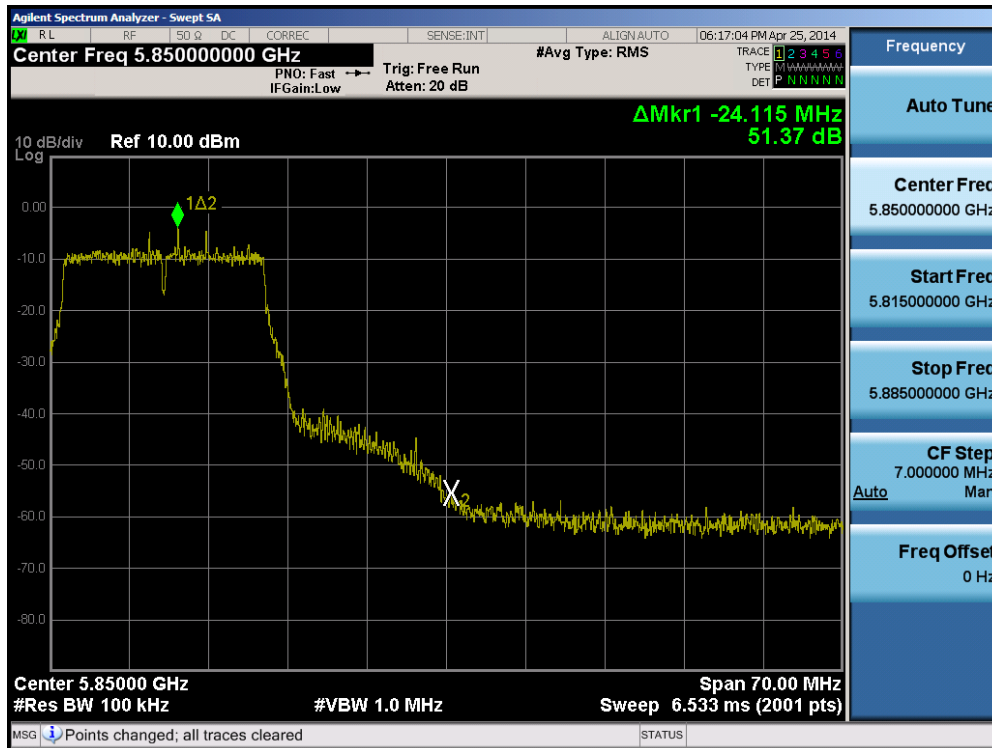 Agilent Spectrum Analyzer - Swept SA
LXI RL RF 50 Ω DC CORREC SENSE:INT ALIGN AUTO 06:17:04 PM Apr 25, 2014
Center Freq 5.850000000 GHz
PNO: Fast
IFGain:Low
Trig: Free Run
Atten: 20 dB
#Avg Type: RMS
TRACE 1 2 3 4 5 6
TYPE M
DET P N N N N N
ΔMkr1 -24.115 MHz
51.37 dB
10 dB/div
Log
Ref 10.00 dBm
1Δ2
0.00
-10.0
-20.0
-30.0
-40.0
-50.0
-60.0
-70.0
-80.0
X2
Center 5.85000 GHz
Span 70.00 MHz
#Res BW 100 kHz
#VBW 1.0 MHz
Sweep 6.533 ms (2001 pts)
MSG Points changed; all traces cleared
STATUS
Frequency
Auto Tune
Center Freq
5.850000000 GHz
Start Freq
5.815000000 GHz
Stop Freq
5.885000000 GHz
CF Step
7.000000 MHz
Auto Man
Freq Offset
0 Hz